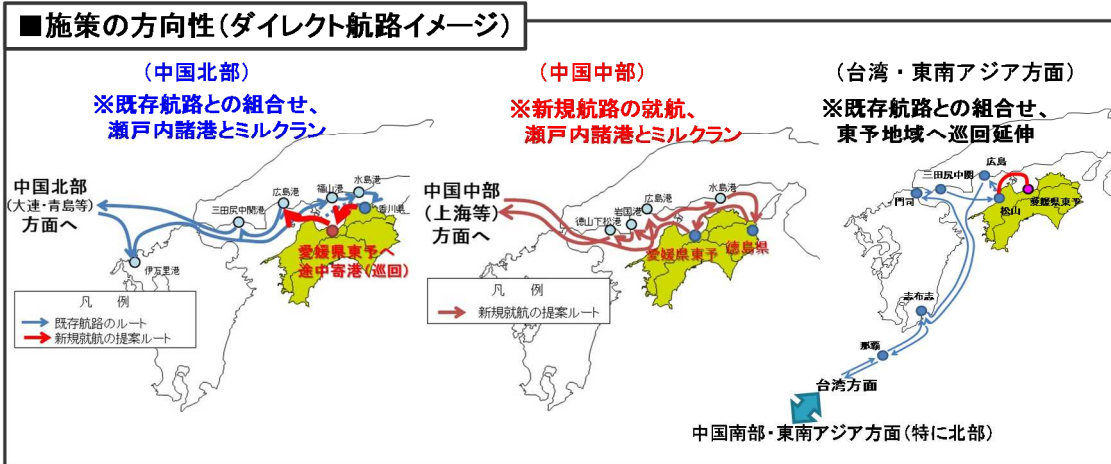 ■施策の方向性(ダイレクト航路イメージ)
(中国北部)
※既存航路との組合せ、
瀬戸内諸港とミルクラン
中国北部
(大連・青島等)
方面へ
三田尻中関港
広島港
福山港
水島港
香川県
伊万里港
愛媛県東予へ
途中寄港(巡回)
凡 例
既存航路のルート
新規就航の提案ルート
(中国中部)
※新規航路の就航、
瀬戸内諸港とミルクラン
中国中部
(上海等)
方面へ
徳山下松港
岩国港
広島港
水島港
愛媛県東予
徳島県
凡 例
新規就航の提案ルート
(台湾・東南アジア方面)
※既存航路との組合せ、
東予地域へ巡回延伸
広島
三田尻中関
門司
松山
愛媛県東予
志布志
那覇
台湾方面
中国南部・東南アジア方面(特に北部)